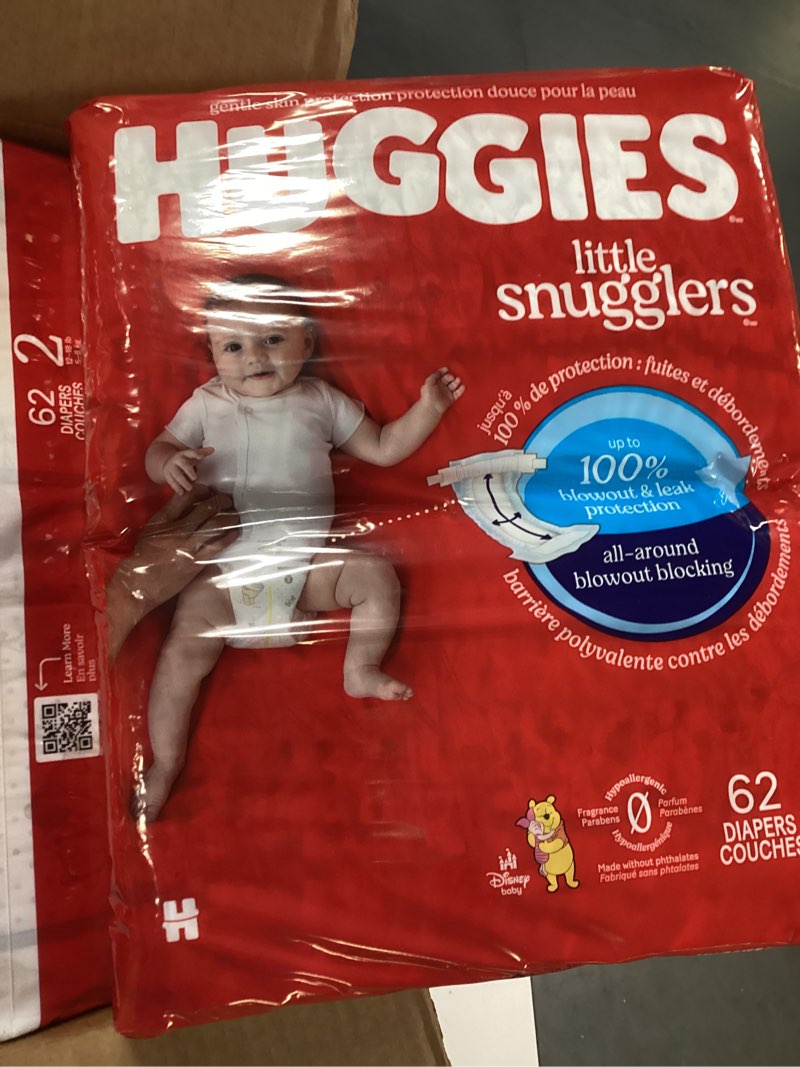 gentle skin protection protection douce pour la peau
HUGGIES
little
snugglers
jusqu'à
100 % de protection : fuites et débordements
up to
100%
blowout & leak
protection
all-around
blowout blocking
barrière polyvalente contre les débordements
2
12-18 lb
62
DIAPERS
COUCHES
Learn More
En savoir
plus
Disney
baby
Hypoallergenic
Fragrance
Parabens
0
Parfum
Parabènes
Hypoallergénique
Made without phthalates
Fabriqué sans phtalates
62
DIAPERS
COUCHES
H